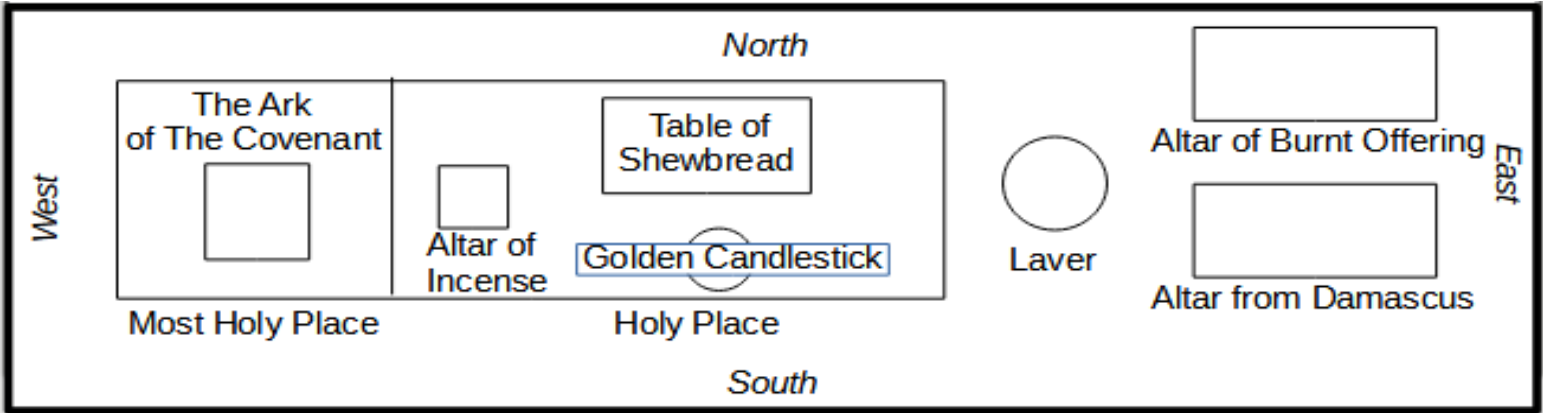 North
The Ark
of The Covenant
Table of
Shewbread
Altar of Burnt Offering
West
East
Altar of
Incense
Golden Candlestick
Laver
Altar from Damascus
Most Holy Place
Holy Place
South